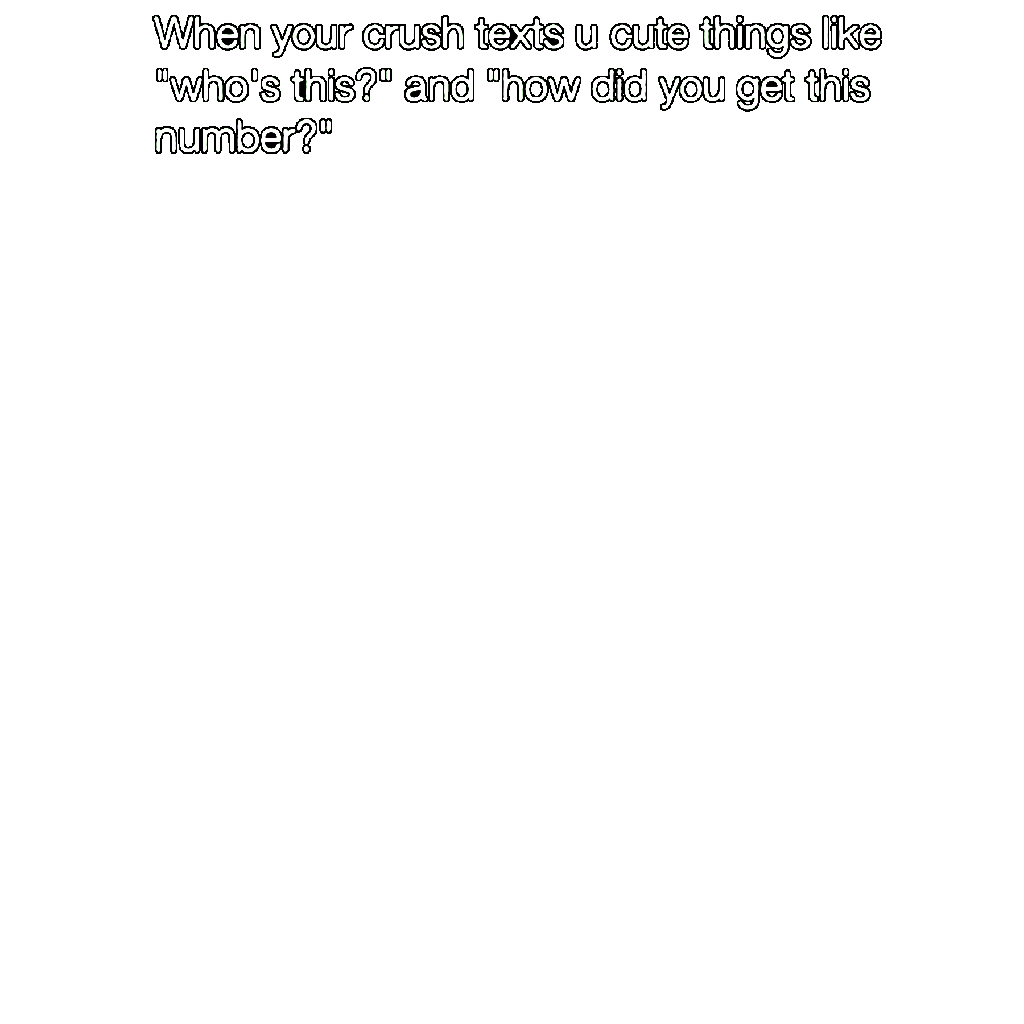 When your crush texts u cute things like
"who's this?" and "how did you get this
number?"